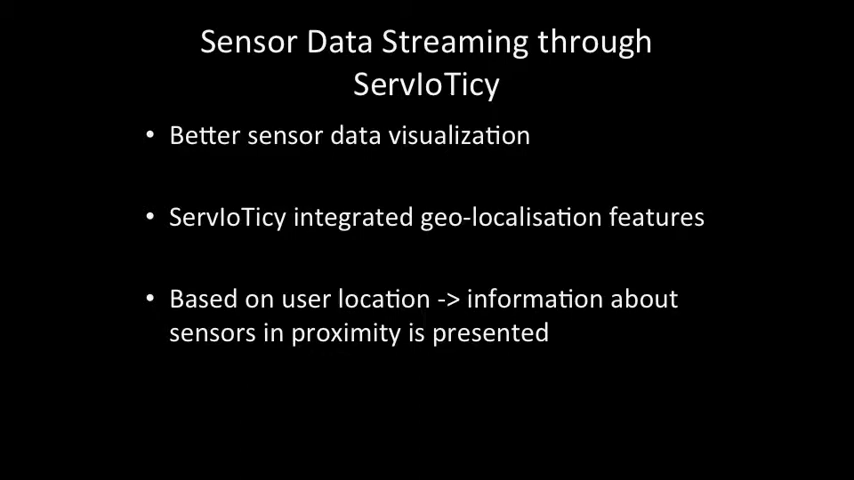 Sensor Data Streaming through
ServIoTicy
• Better sensor data visualization
• ServIoTicy integrated geo-localisation features
• Based on user location -> information about
sensors in proximity is presented